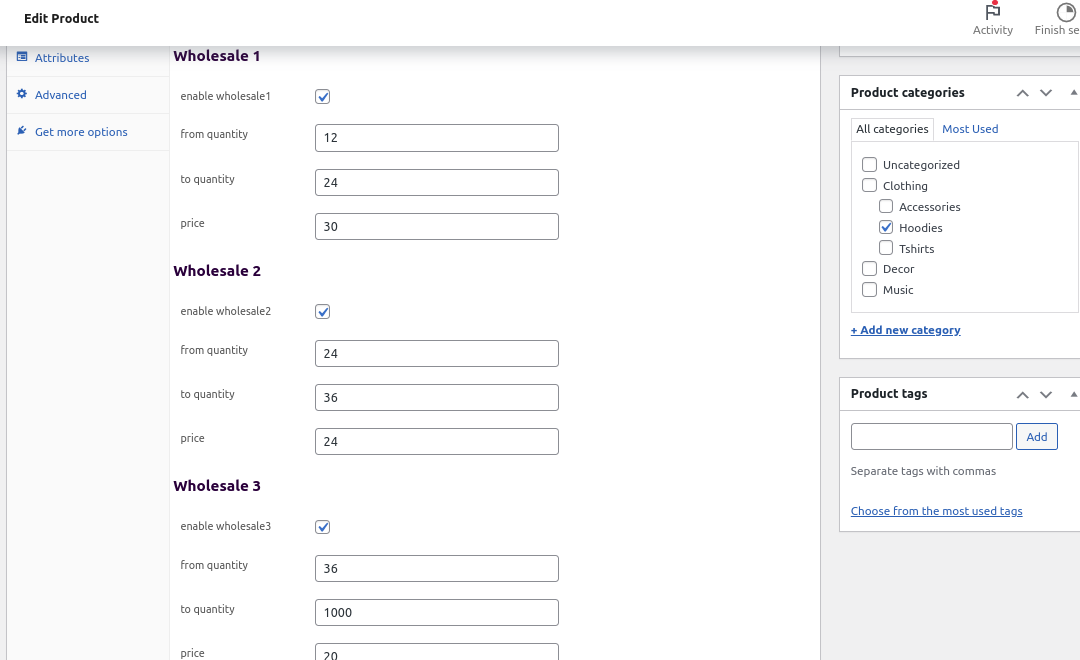 Edit Product
Activity
Finish se
Attributes
Advanced
Get more options
Wholesale 1
enable wholesale1
from quantity
12
to quantity
24
price
30
Wholesale 2
enable wholesale2
from quantity
24
to quantity
36
price
24
Wholesale 3
enable wholesale3
from quantity
36
to quantity
1000
price
20
Product categories
All categories Most Used
Uncategorized
Clothing
Accessories
Hoodies
Tshirts
Decor
Music
+ Add new category
Product tags
Add
Separate tags with commas
Choose from the most used tags